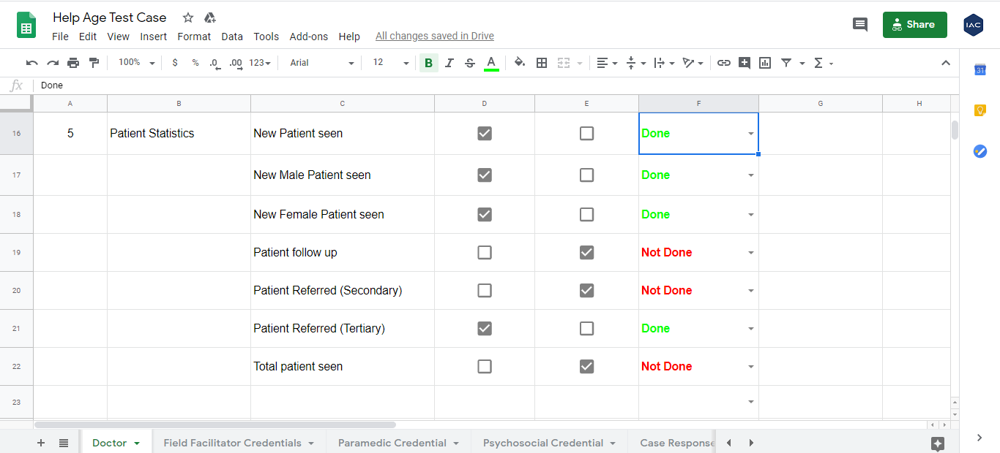 Help Age Test Case
File Edit View Insert Format Data Tools Add-ons Help All changes saved in Drive
Share
IAC
100% $ % .0 .00 123 Arial 12 B I S A Σ
31
fx Done
A B C D E F G H
16 5 Patient Statistics New Patient seen Done
17 New Male Patient seen Done
18 New Female Patient seen Done
19 Patient follow up Not Done
20 Patient Referred (Secondary) Not Done
21 Patient Referred (Tertiary) Done
22 Total patient seen Not Done
23
Doctor Field Facilitator Credentials Paramedic Credential Psychosocial Credential Case Response